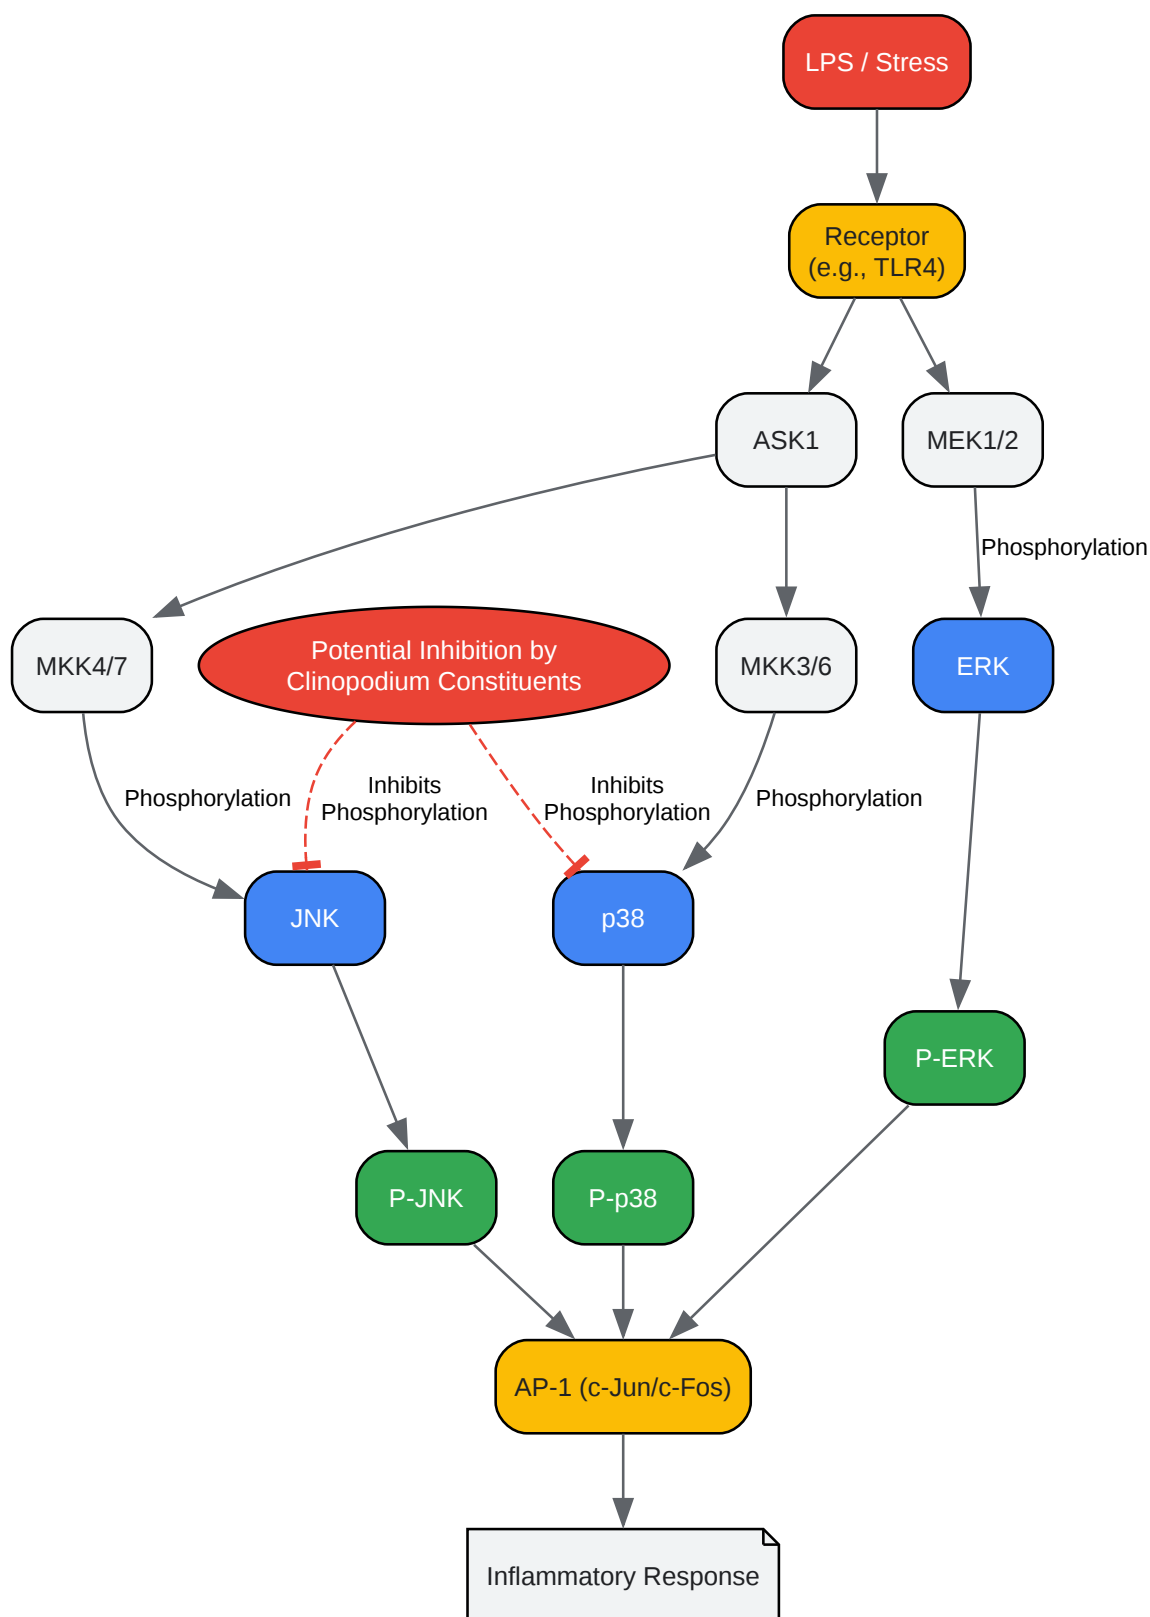 LPS / Stress
Receptor
(e.g., TLR4)
ASK1
MEK1/2
Phosphorylation
MKK4/7
Potential Inhibition by
Clinopodium Constituents
MKK3/6
ERK
Phosphorylation
Inhibits
Phosphorylation
Inhibits
Phosphorylation
Phosphorylation
JNK
p38
P-ERK
P-JNK
P-p38
AP-1 (c-Jun/c-Fos)
Inflammatory Response